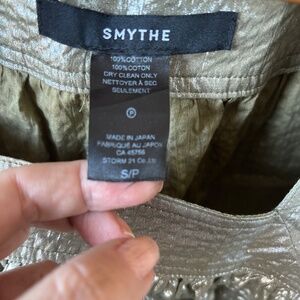 SMYTHE
100%COTTON
100%COTON
DRY CLEAN ONLY
NETTOYER À SEC
SEULEMENT
P
MADE IN JAPAN
FABRIQUÉ AU JAPON
CA 45756
STORM 21 Co.Ltd
S/P